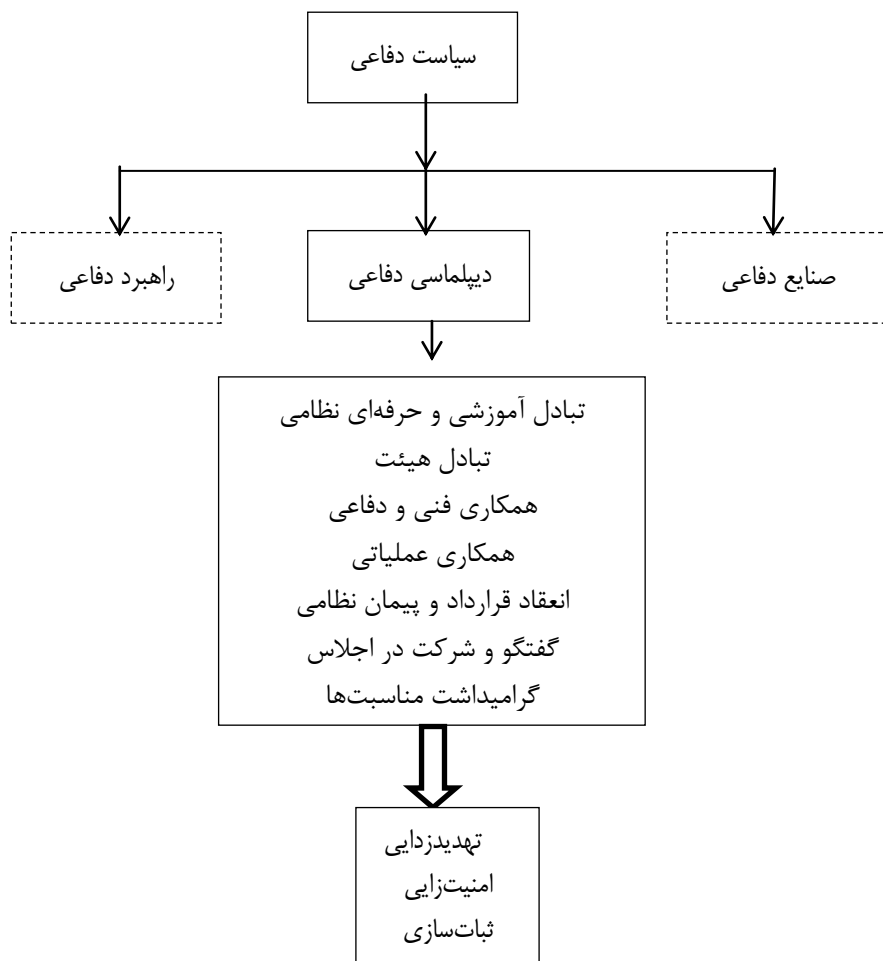 سیاست دفاعی
صنایع دفاعی
دیپلماسی دفاعی
راهبرد دفاعی
تبادل آموزشی و حرفه‌ای نظامی
تبادل هیئت
همکاری فنی و دفاعی
همکاری عملیاتی
انعقاد قرارداد و پیمان نظامی
گفتگو و شرکت در اجلاس
گرامیداشت مناسبت‌ها
تهدیدزدایی
امنیت‌زایی
ثبات‌سازی